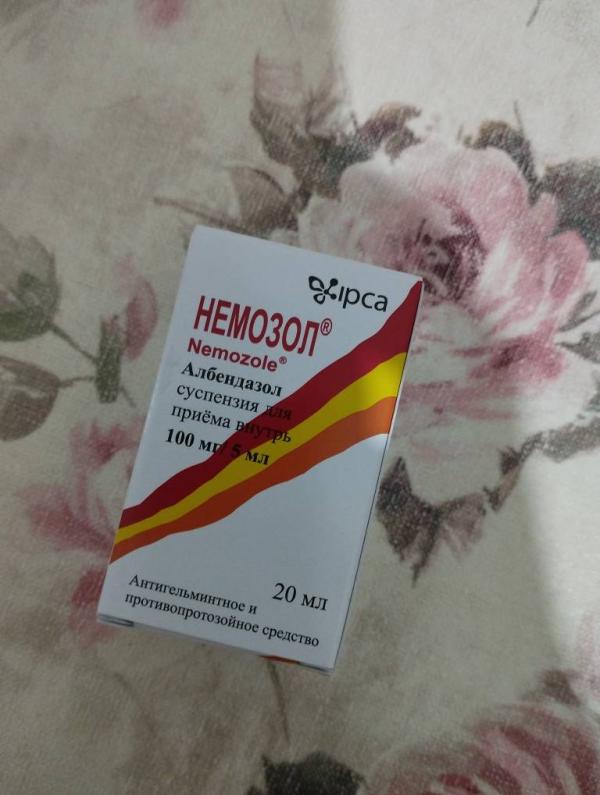 ipca
НЕМОЗОЛ®
Nemozole®
Албендазол
суспензия для
приёма внутрь
100 мг/ 5 мл
20 мл
Антигельминтное и
противопротозойное средство